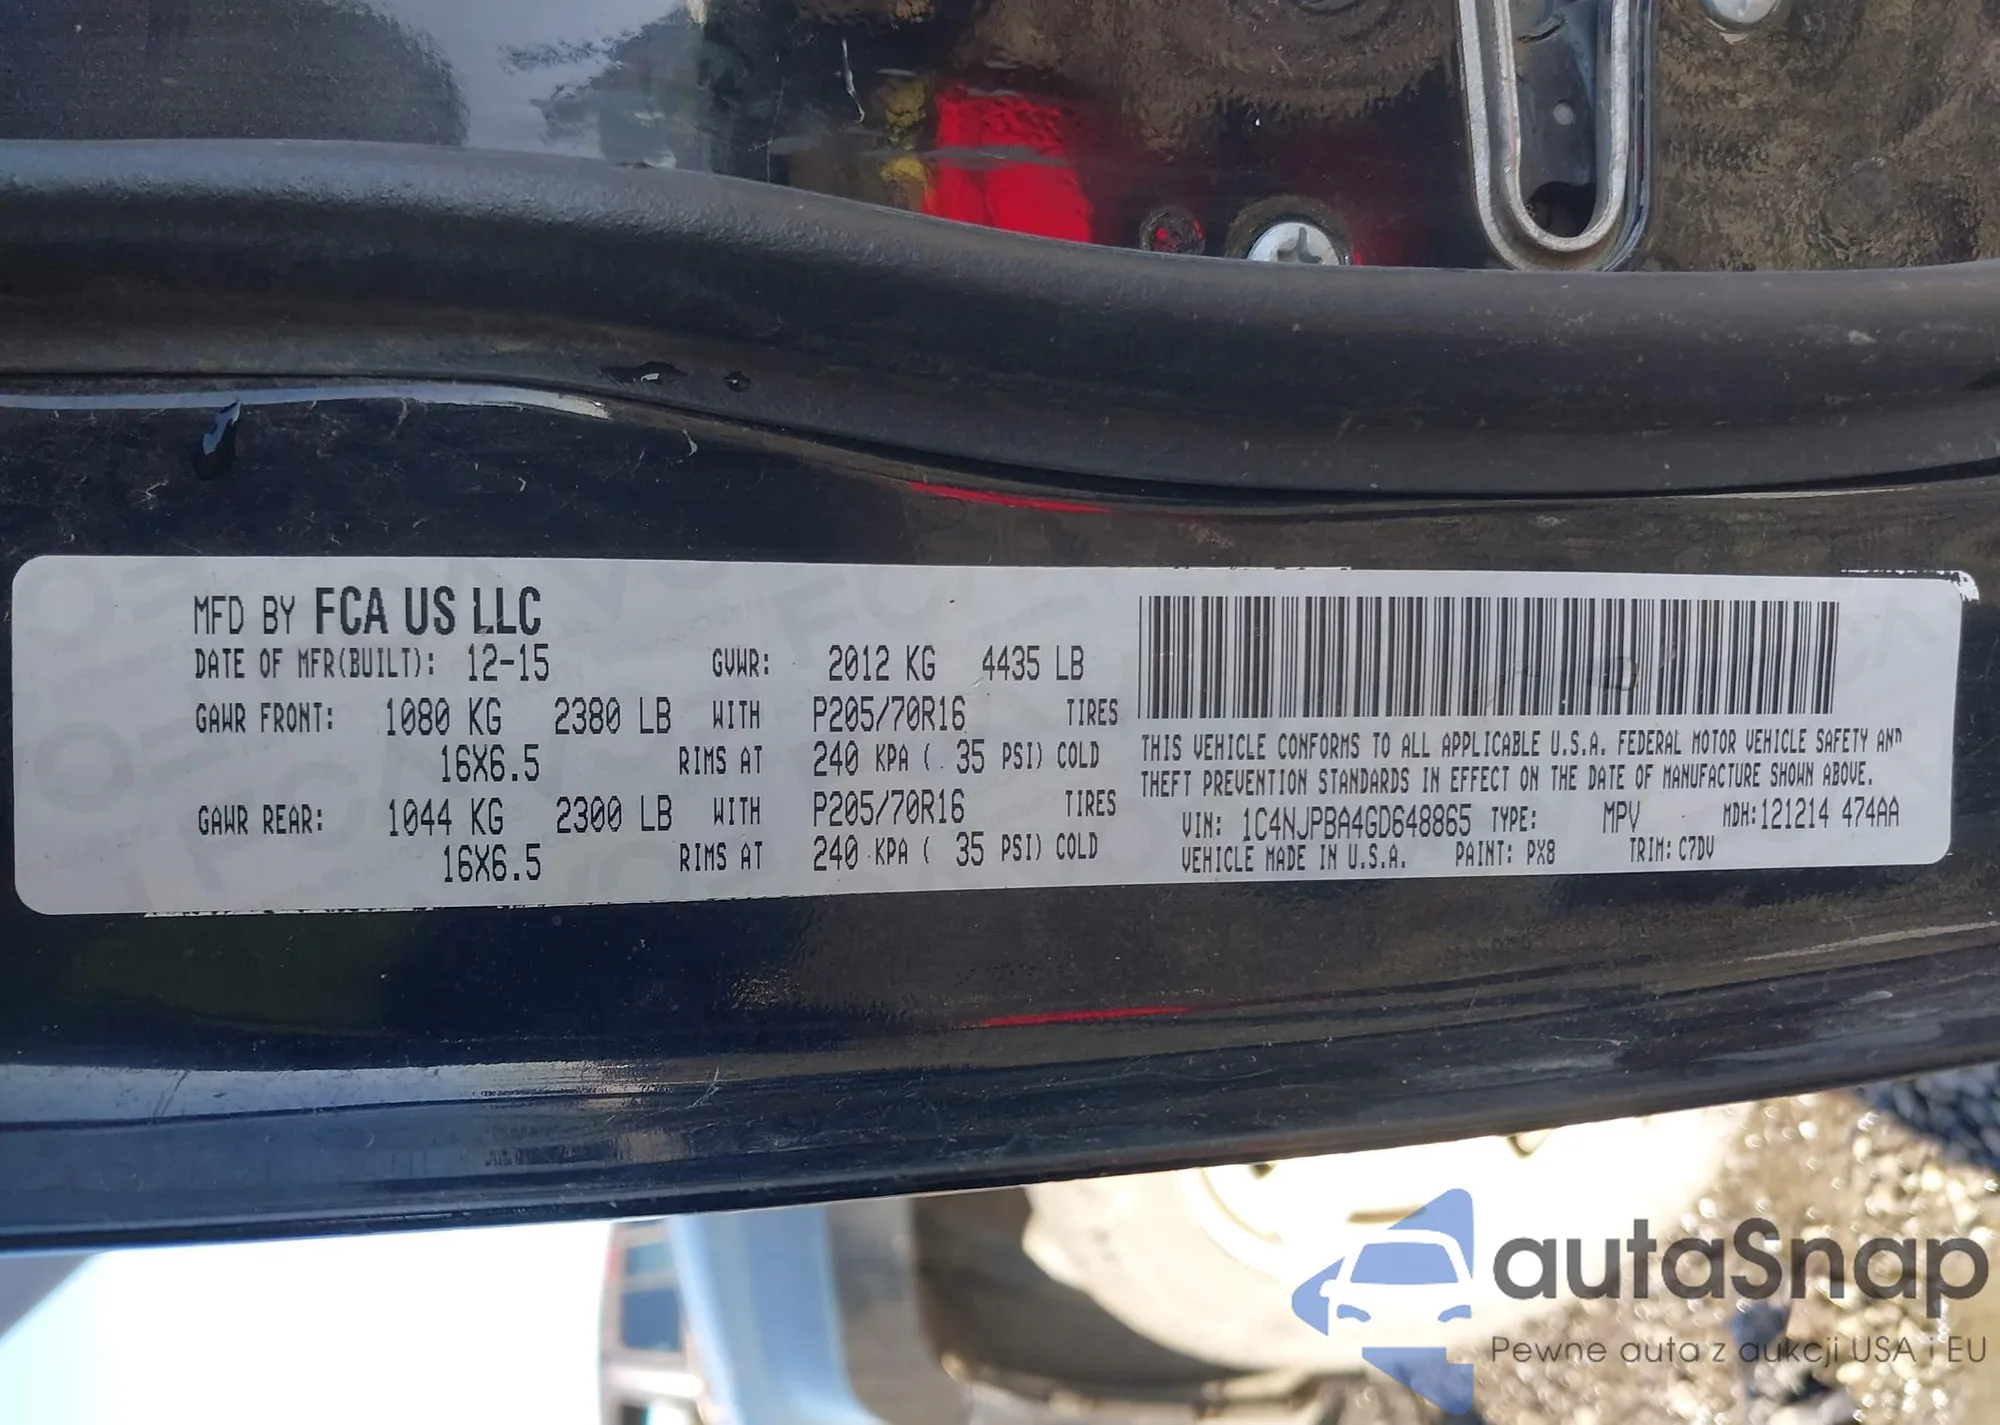 MFD BY FCA US LLC
DATE OF MFR(BUILT): 12-15 GVWR: 2012 KG 4435 LB
GAWR FRONT: 1080 KG 2380 LB WITH P205/70R16 TIRES
16X6.5 RIMS AT 240 KPA ( 35 PSI) COLD
GAWR REAR: 1044 KG 2300 LB WITH P205/70R16 TIRES
16X6.5 RIMS AT 240 KPA ( 35 PSI) COLD
THIS VEHICLE CONFORMS TO ALL APPLICABLE U.S.A. FEDERAL MOTOR VEHICLE SAFETY AND
THEFT PREVENTION STANDARDS IN EFFECT ON THE DATE OF MANUFACTURE SHOWN ABOVE.
VIN: 1C4NJPBA4GD648865 TYPE: MPV MDH:121214 474AA
VEHICLE MADE IN U.S.A. PAINT: PX8 TRIM: C7DV
autaSnap
Pewne auta z aukcji USA i EU